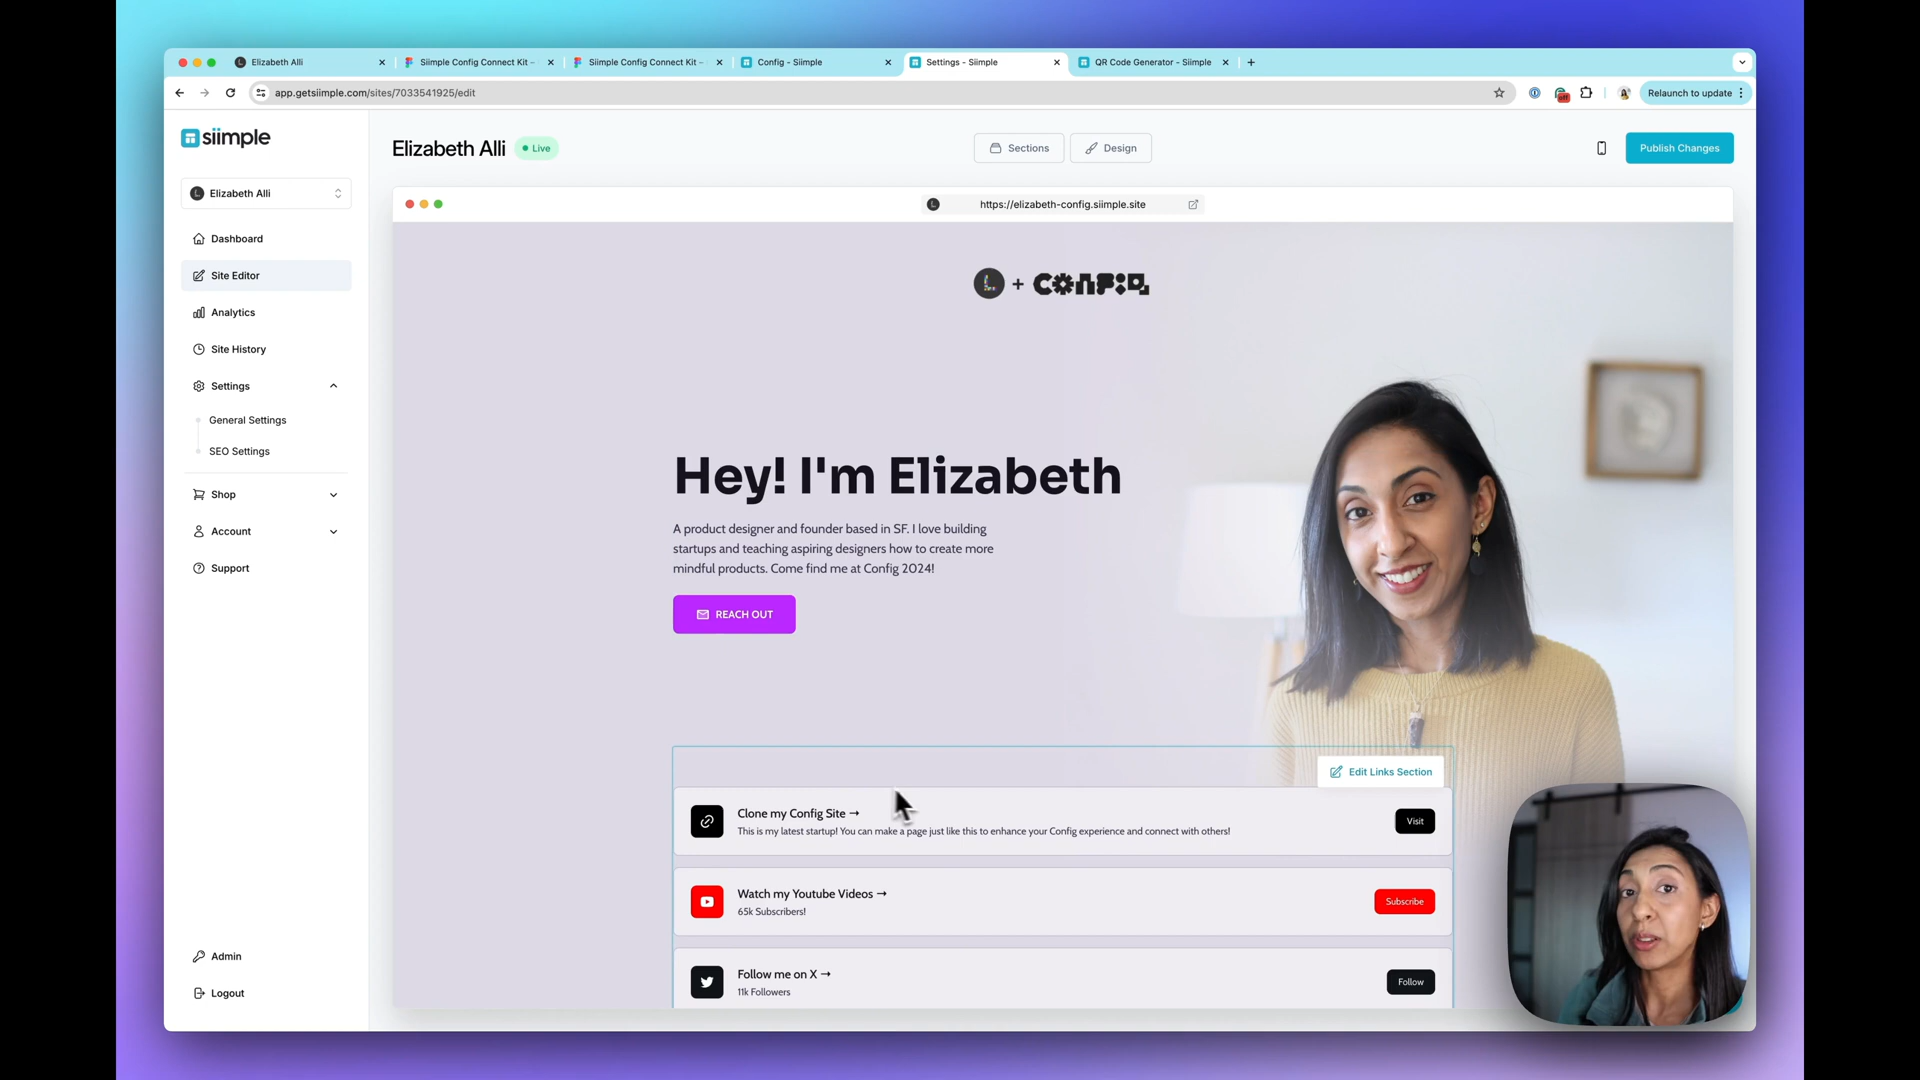 Elizabeth Alli
Siimple Config Connect Kit –
Siimple Config Connect Kit –
Config - Siimple
Settings - Siimple
QR Code Generator - Siimple
app.getsiimple.com/sites/7033541925/edit
off
Relaunch to update
siimple
Elizabeth Alli
Live
Sections
Design
Publish Changes
L Elizabeth Alli
Dashboard
Site Editor
Analytics
Site History
Settings
General Settings
SEO Settings
Shop
Account
Support
Admin
Logout
L https://elizabeth-config.siimple.site
L + CONFIG
Hey! I'm Elizabeth
A product designer and founder based in SF. I love building
startups and teaching aspiring designers how to create more
mindful products. Come find me at Config 2024!
REACH OUT
Edit Links Section
Clone my Config Site →
This is my latest startup! You can make a page just like this to enhance your Config experience and connect with others!
Visit
Watch my Youtube Videos →
65k Subscribers!
Subscribe
Follow me on X →
11k Followers
Follow